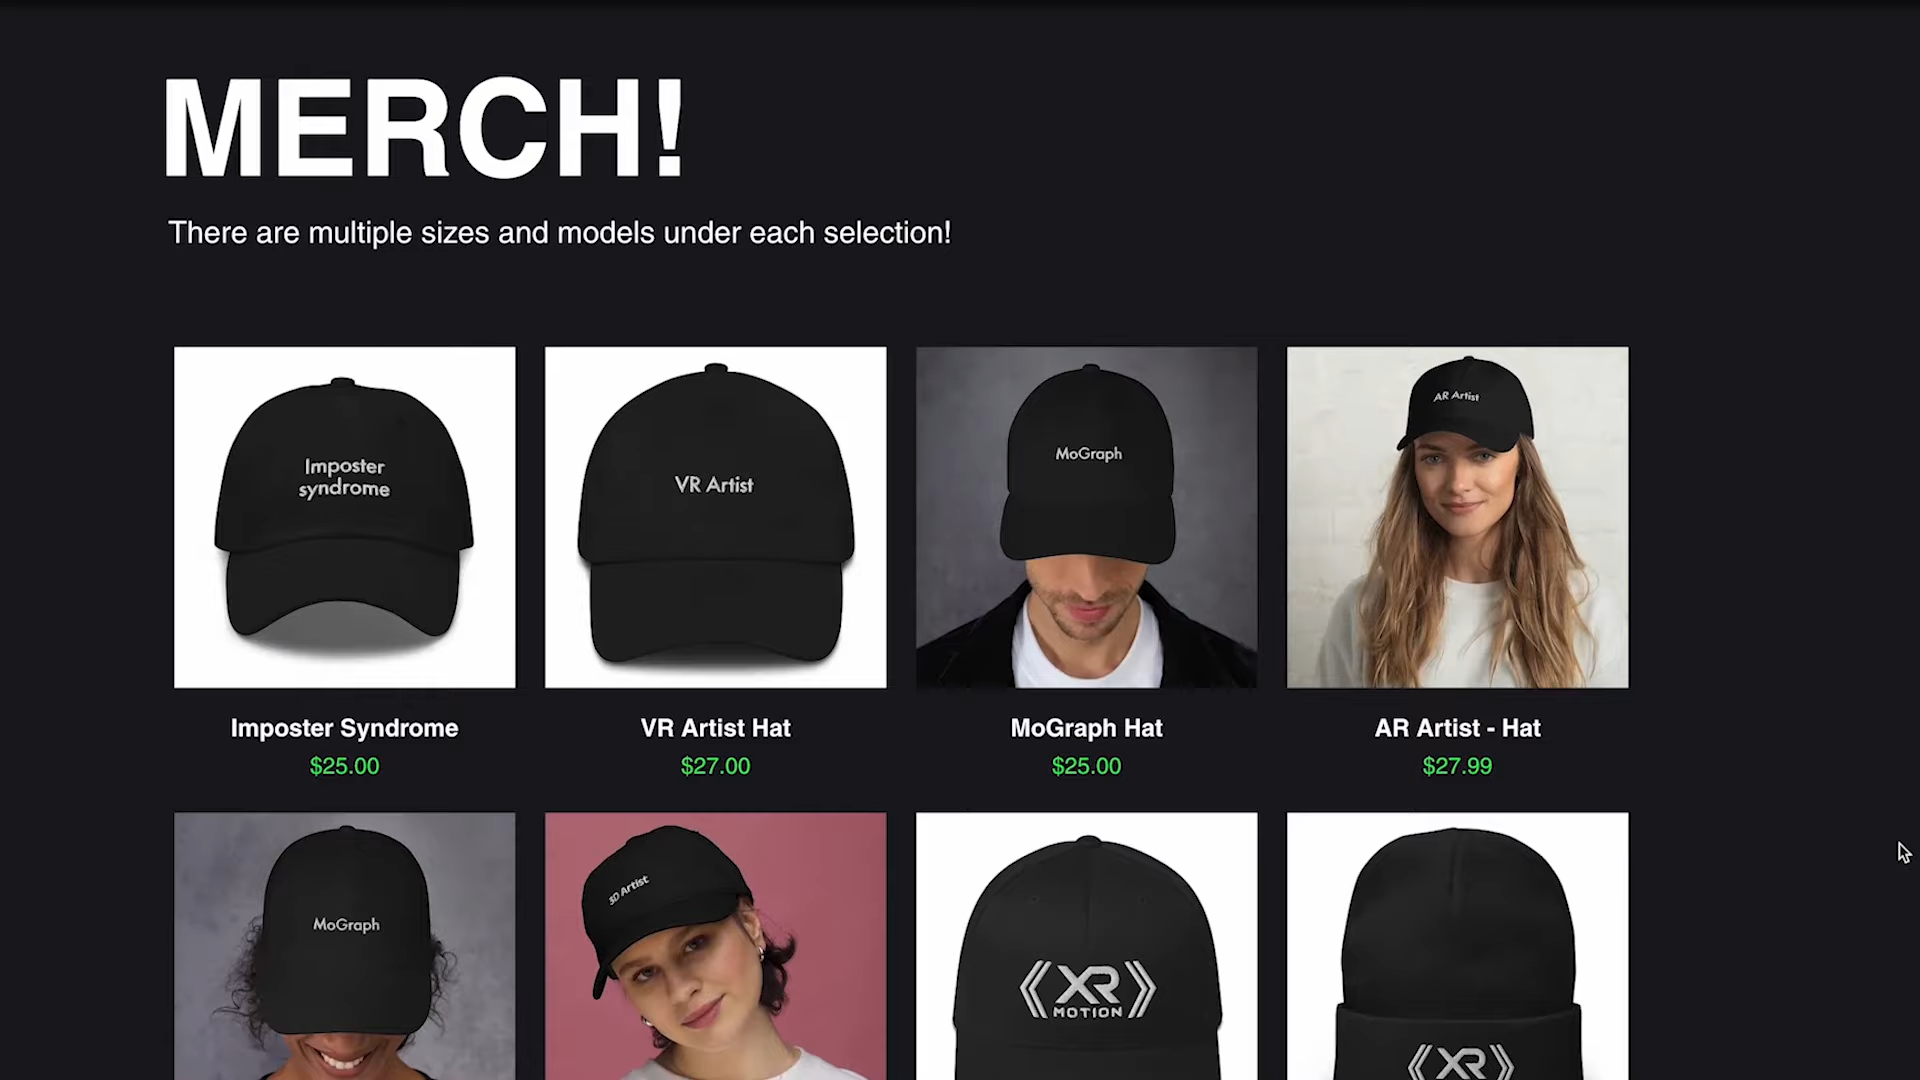 MERCH!
There are multiple sizes and models under each selection!
Imposter
syndrome
VR Artist
MoGraph
AR Artist
Imposter Syndrome
VR Artist Hat
MoGraph Hat
AR Artist - Hat
$25.00
$27.00
$25.00
$27.99
MoGraph
3D Artist
XR
MOTION
XR